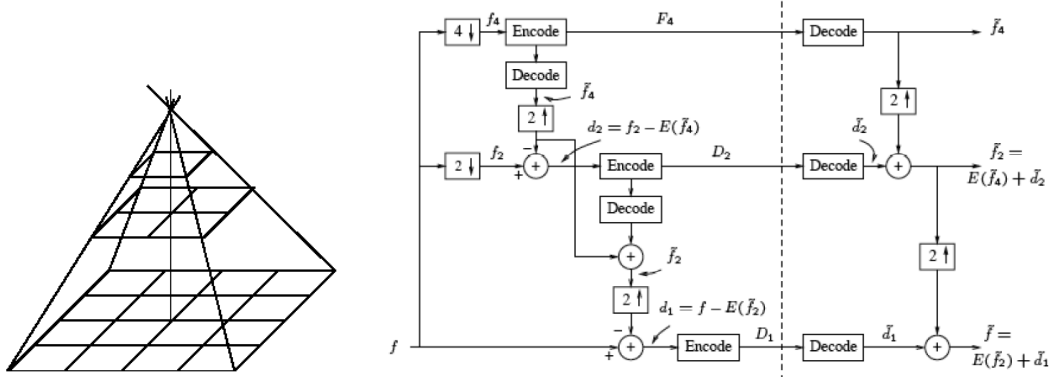 4↓ f₄ Encode F₄ Decode f̃₄
Decode
f̃₄
2↑ 2↑
d₂ = f₂ − E(f̃₄) d̃₂
−
2↓ f₂ + + Encode D₂ Decode + f̃₂ =
E(f̃₄) + d̃₂
Decode
+ f̃₂ 2↑
2↑
d₁ = f − E(f̃₂)
−
f + + Encode D₁ Decode d̃₁ + f̃ =
E(f̃₂) + d̃₁